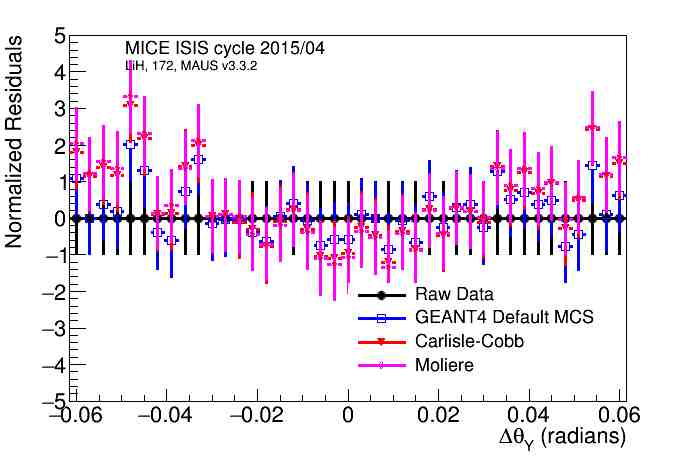 Normalized Residuals
5
4
3
2
1
0
−1
−2
−3
−4
−5
MICE ISIS cycle 2015/04
LiH, 172, MAUS v3.3.2
Raw Data
GEANT4 Default MCS
Carlisle-Cobb
Moliere
−0.06 −0.04 −0.02 0 0.02 0.04 0.06
Δθ_Y (radians)